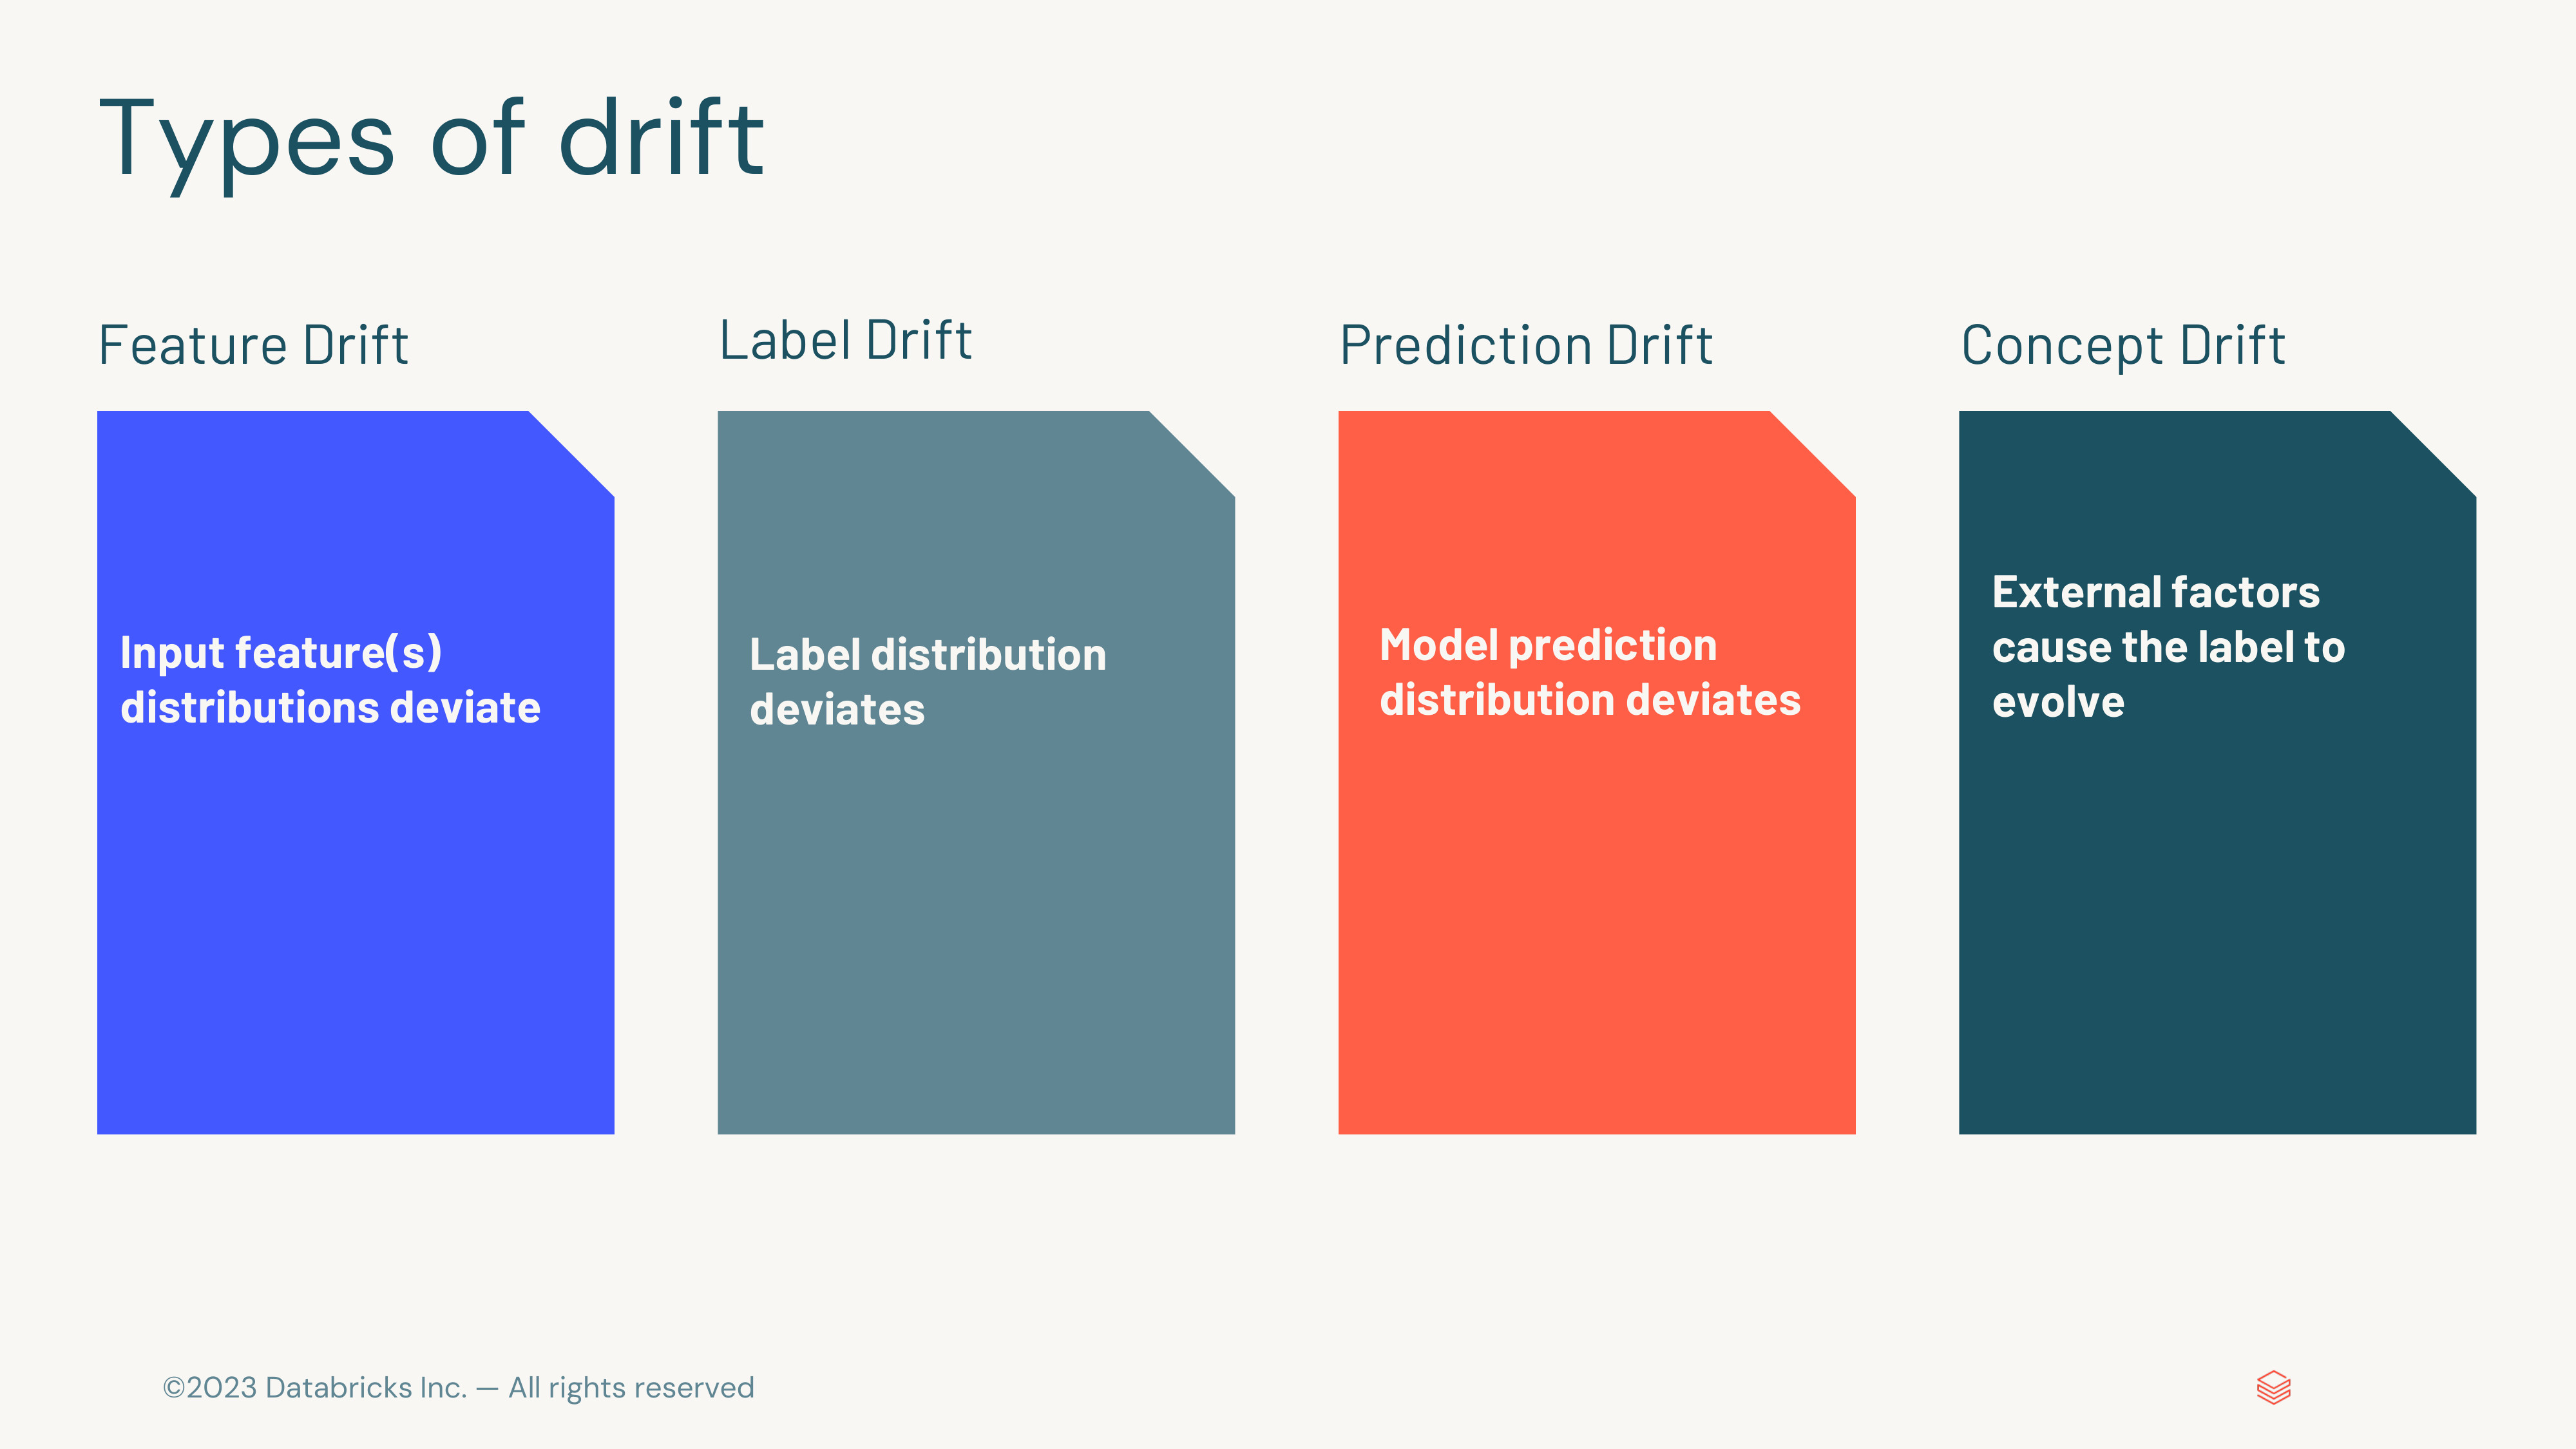 Types of drift
Feature Drift
Input feature(s)
distributions deviate
Label Drift
Label distribution
deviates
Prediction Drift
Model prediction
distribution deviates
Concept Drift
External factors
cause the label to
evolve
©2023 Databricks Inc. — All rights reserved